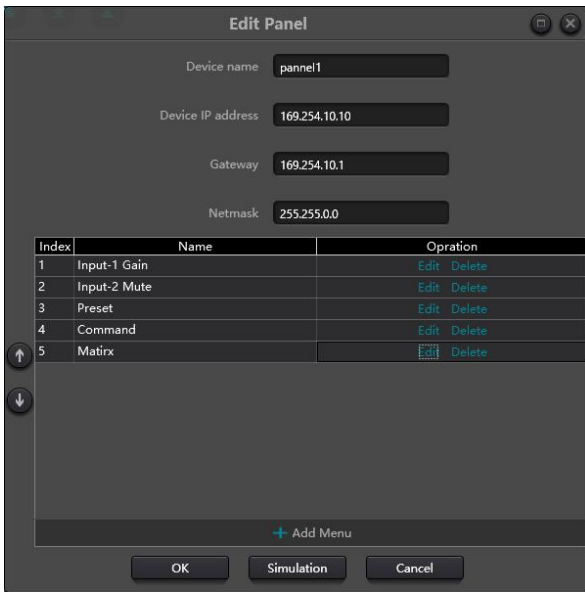 Edit Panel
Device name pannel1
Device IP address 169.254.10.10
Gateway 169.254.10.1
Netmask 255.255.0.0
Index Name Opration
1 Input-1 Gain Edit Delete
2 Input-2 Mute Edit Delete
3 Preset Edit Delete
4 Command Edit Delete
5 Matirx Edit Delete
+ Add Menu
OK Simulation Cancel